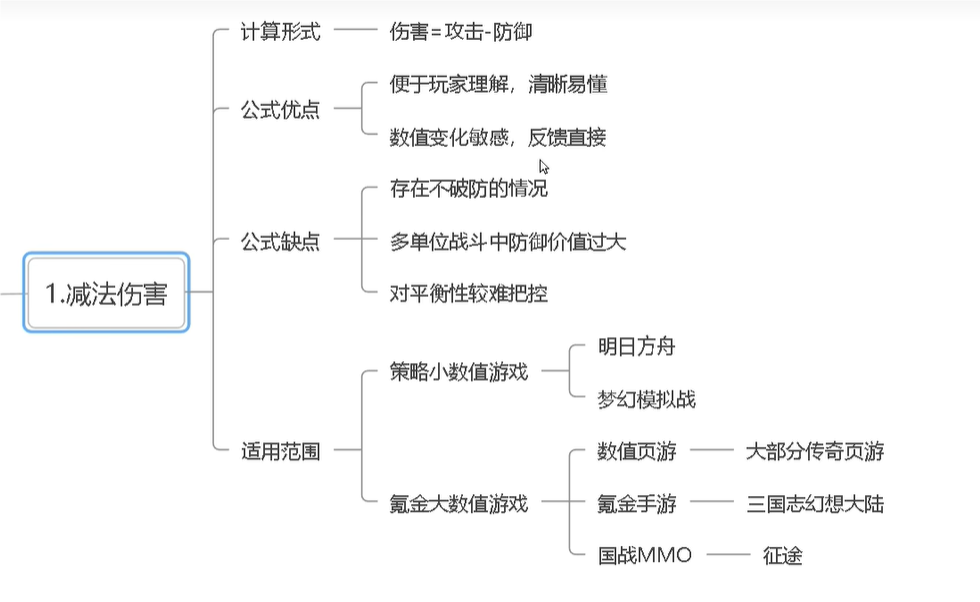 计算形式
伤害=攻击-防御
公式优点
便于玩家理解，清晰易懂
数值变化敏感，反馈直接
公式缺点
存在不破防的情况
多单位战斗中防御价值过大
对平衡性较难把控
1.减法伤害
适用范围
策略小数值游戏
明日方舟
梦幻模拟战
氪金大数值游戏
数值页游
大部分传奇页游
氪金手游
三国志幻想大陆
国战MMO
征途